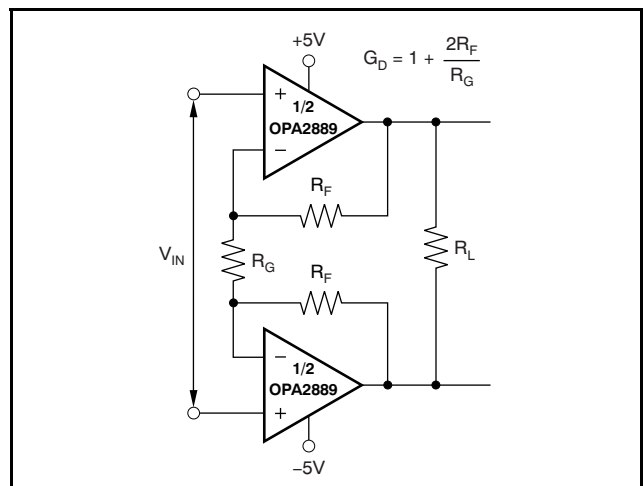 +5V
G_D = 1 + 2R_F / R_G
+
1/2
OPA2889
−
R_F
V_IN
R_G
R_F
R_L
−
1/2
OPA2889
+
−5V